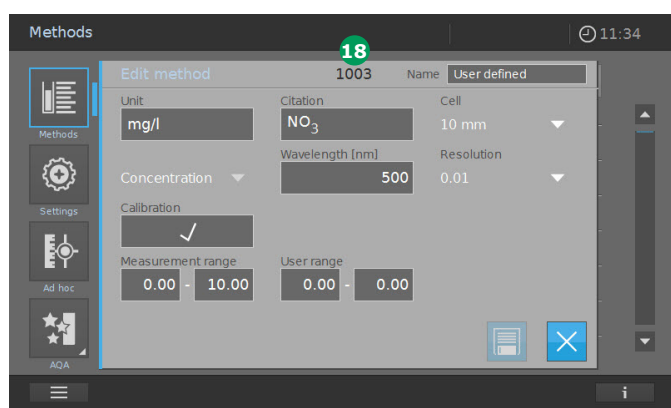 Methods
11:34
18
Edit method 1003 Name User defined
Unit Citation Cell
mg/l NO3 10 mm
Methods
Wavelength [nm] Resolution
Concentration 500 0.01
Settings
Calibration
Measurement range User range
0.00 - 10.00 0.00 - 0.00
Ad hoc
AQA
i